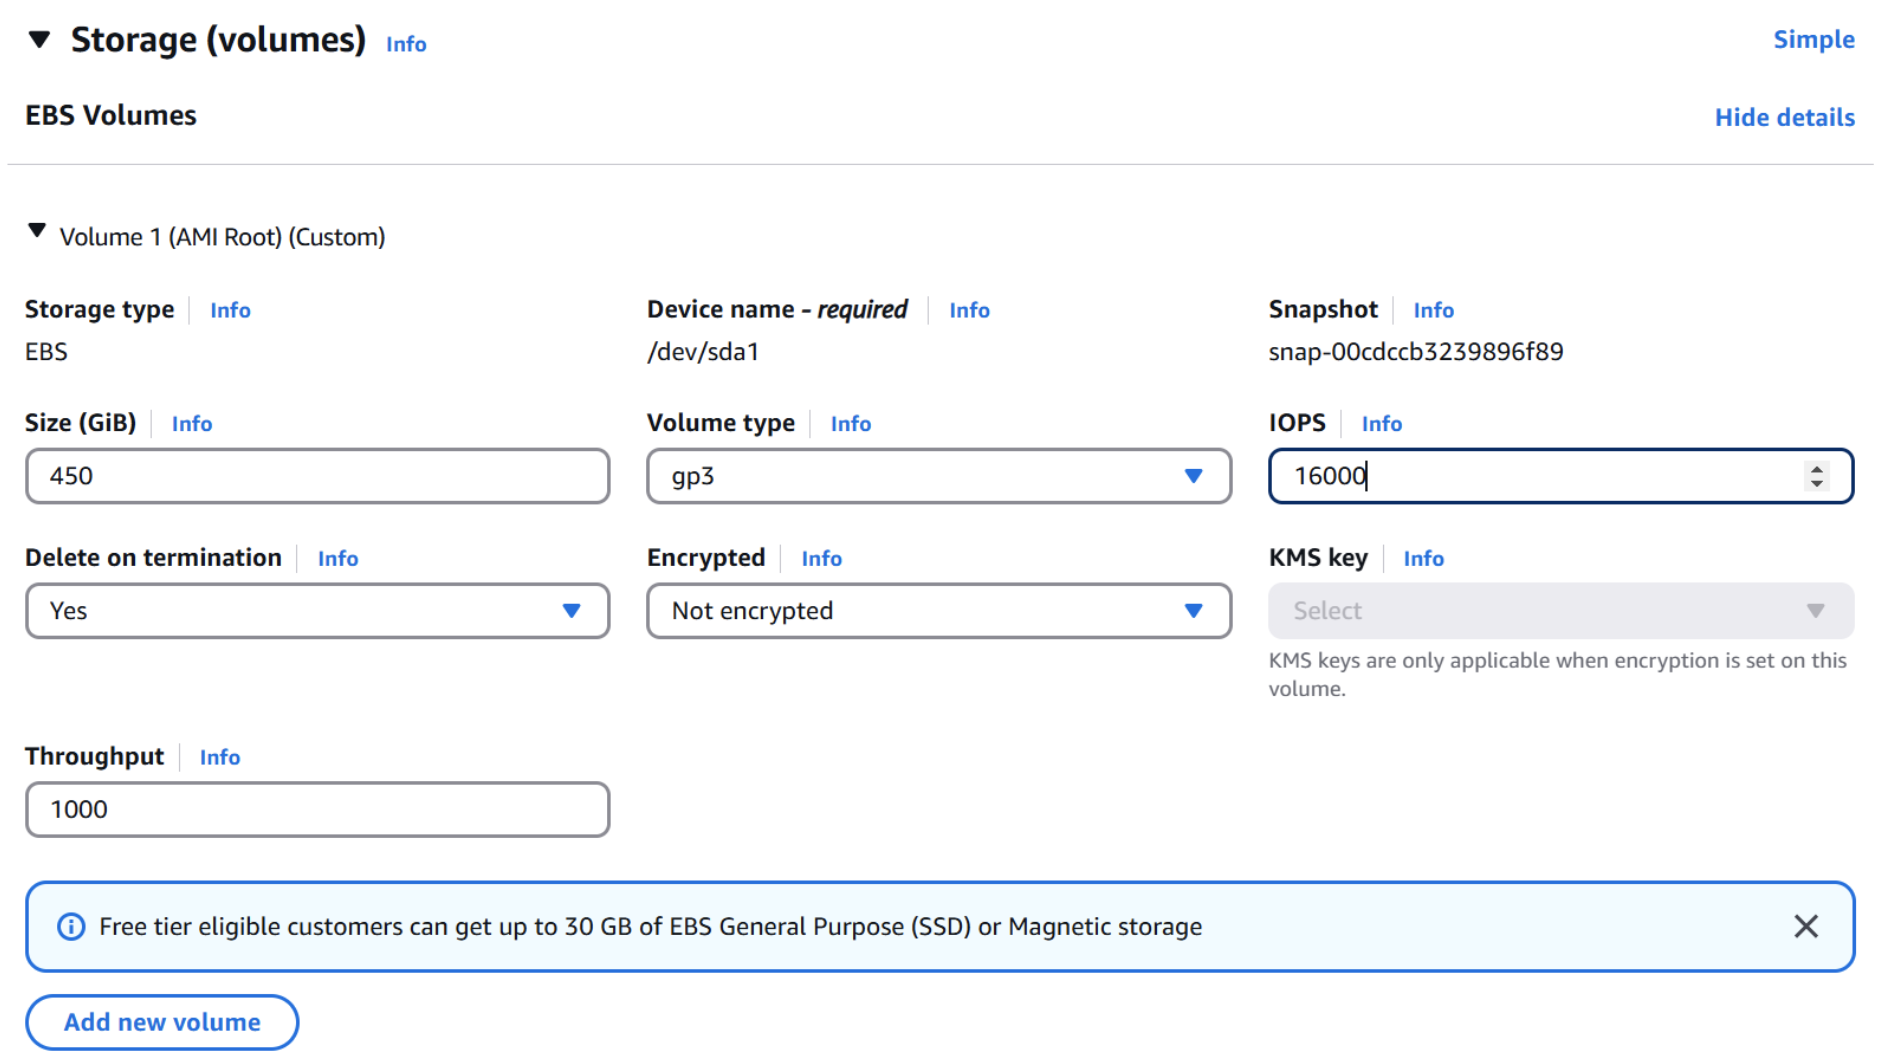 Storage (volumes) Info Simple
EBS Volumes Hide details
Volume 1 (AMI Root) (Custom)
Storage type Info Device name - required Info Snapshot Info
EBS /dev/sda1 snap-00cdccb3239896f89
Size (GiB) Info Volume type Info IOPS Info
450 gp3 16000
Delete on termination Info Encrypted Info KMS key Info
Yes Not encrypted Select
KMS keys are only applicable when encryption is set on this
volume.
Throughput Info
1000
Free tier eligible customers can get up to 30 GB of EBS General Purpose (SSD) or Magnetic storage
Add new volume